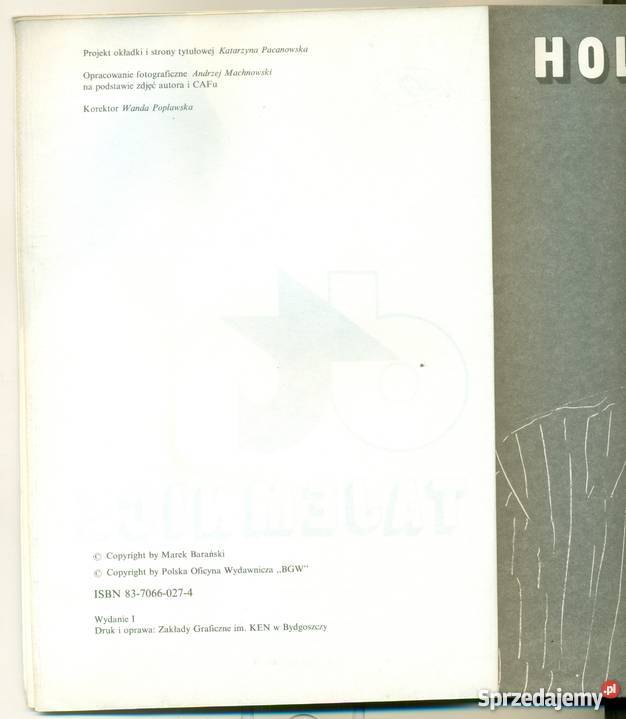 Projekt okładki i strony tytułowej Katarzyna Pacanowska
Opracowanie fotograficzne Andrzej Machnowski
na podstawie zdjęć autora i CAFu
Korektor Wanda Popławska
HOL
© Copyright by Marek Barański
© Copyright by Polska Oficyna Wydawnicza „BGW”
ISBN 83-7066-027-4
Wydanie I
Druk i oprawa: Zakłady Graficzne im. KEN w Bydgoszczy
Sprzedajemy.pl